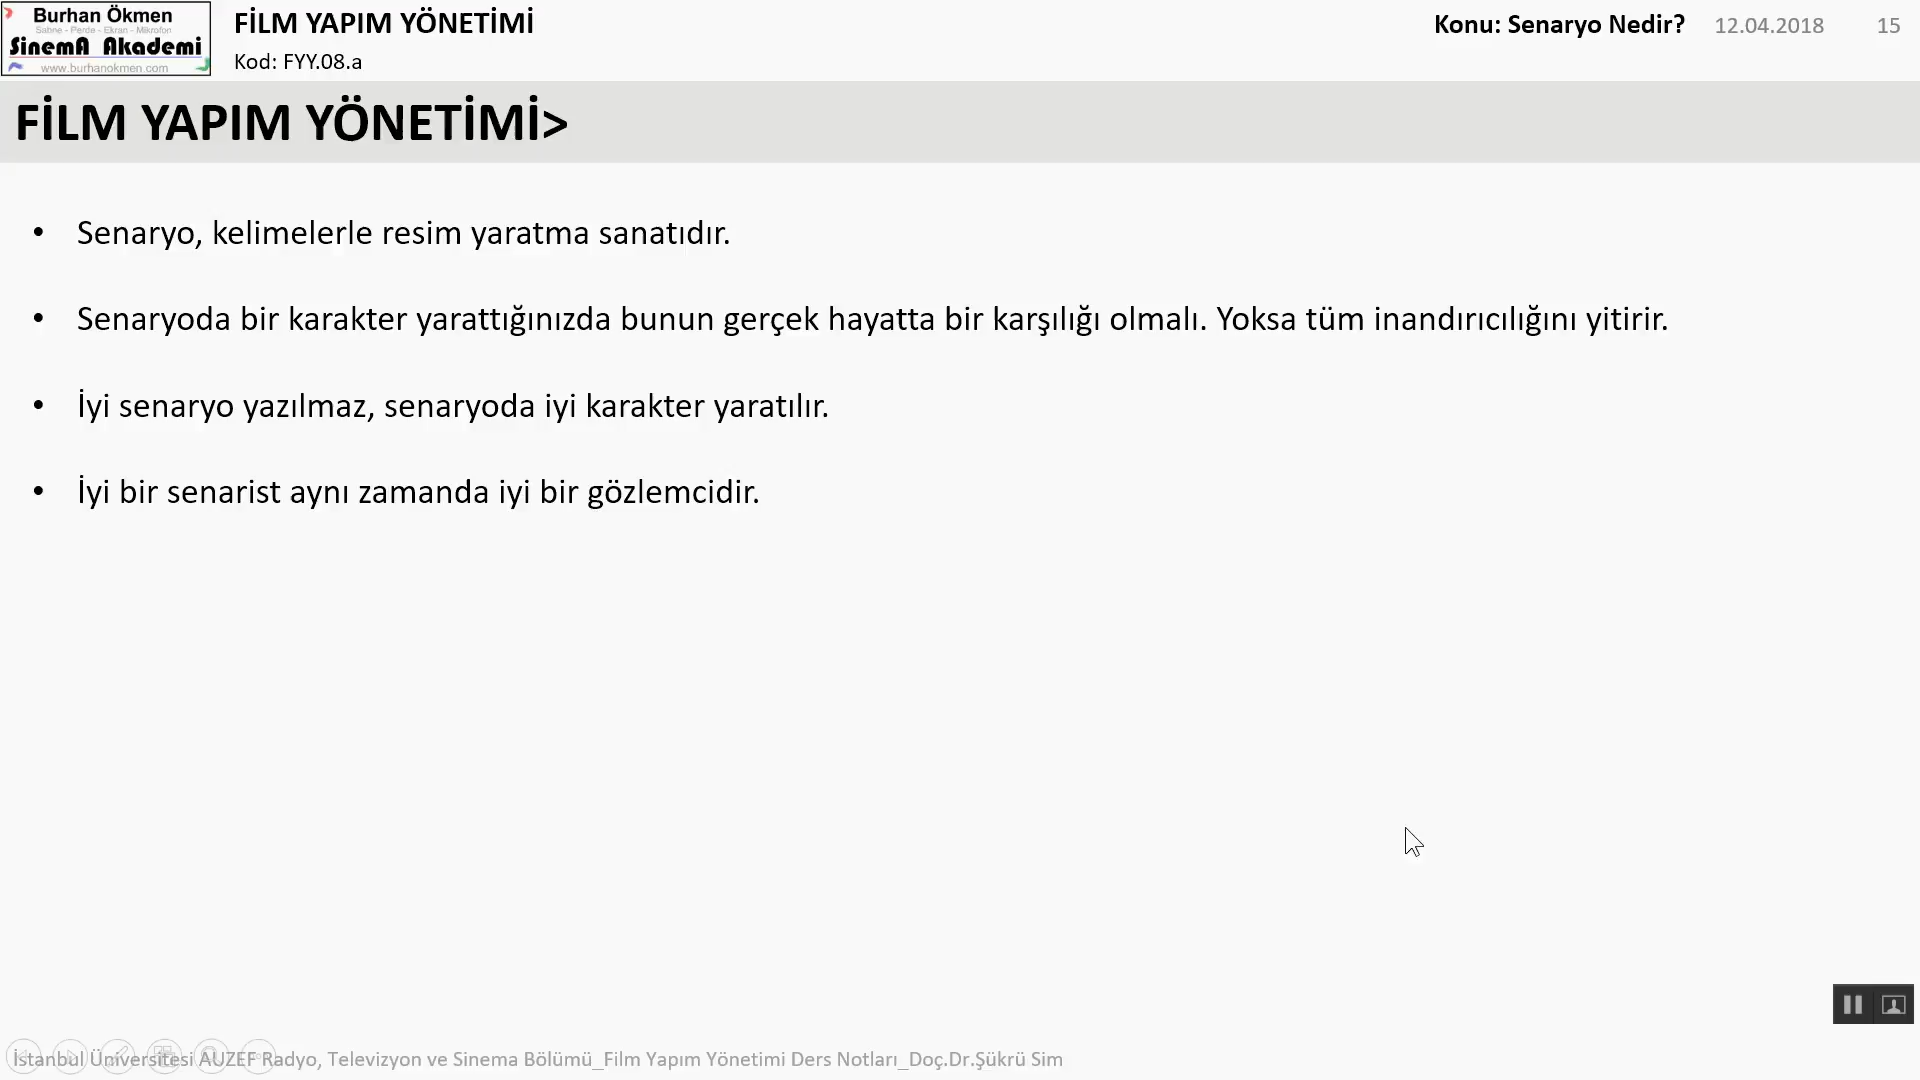 Burhan Ökmen
Sahne - Perde - Ekran - Mikrofon
SinemA Akademi
www.burhanokmen.com
FİLM YAPIM YÖNETİMİ
Kod: FYY.08.a
Konu: Senaryo Nedir? 12.04.2018 15
FİLM YAPIM YÖNETİMİ>
• Senaryo, kelimelerle resim yaratma sanatıdır.
• Senaryoda bir karakter yarattığınızda bunun gerçek hayatta bir karşılığı olmalı. Yoksa tüm inandırıcılığını yitirir.
• İyi senaryo yazılmaz, senaryoda iyi karakter yaratılır.
• İyi bir senarist aynı zamanda iyi bir gözlemcidir.
İstanbul Üniversitesi AUZEF Radyo, Televizyon ve Sinema Bölümü_Film Yapım Yönetimi Ders Notları_Doç.Dr.Şükrü Sim